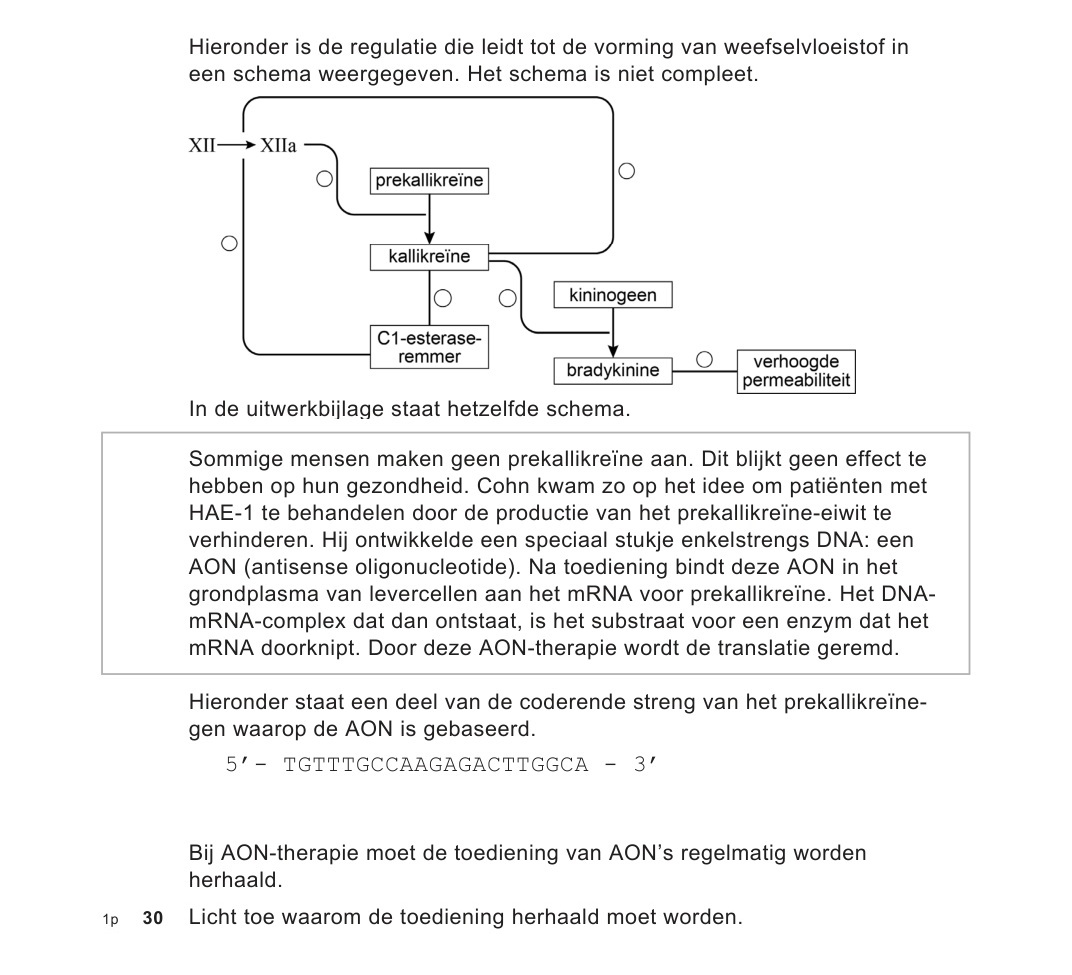 Hieronder is de regulatie die leidt tot de vorming van weefselvloeistof in
een schema weergegeven. Het schema is niet compleet.
XII
XIIa
prekallikreïne
kallikreïne
kininogeen
C1-esterase-
remmer
bradykinine
verhoogde
permeabiliteit
In de uitwerkbijlage staat hetzelfde schema.
Sommige mensen maken geen prekallikreïne aan. Dit blijkt geen effect te
hebben op hun gezondheid. Cohn kwam zo op het idee om patiënten met
HAE-1 te behandelen door de productie van het prekallikreïne-eiwit te
verhinderen. Hij ontwikkelde een speciaal stukje enkelstrengs DNA: een
AON (antisense oligonucleotide). Na toediening bindt deze AON in het
grondplasma van levercellen aan het mRNA voor prekallikreïne. Het DNA-
mRNA-complex dat dan ontstaat, is het substraat voor een enzym dat het
mRNA doorknipt. Door deze AON-therapie wordt de translatie geremd.
Hieronder staat een deel van de coderende streng van het prekallikreïne-
gen waarop de AON is gebaseerd.
5’- TGTTTGCCAAGAGACTTGGCA - 3’
Bij AON-therapie moet de toediening van AON’s regelmatig worden
herhaald.
1p 30 Licht toe waarom de toediening herhaald moet worden.